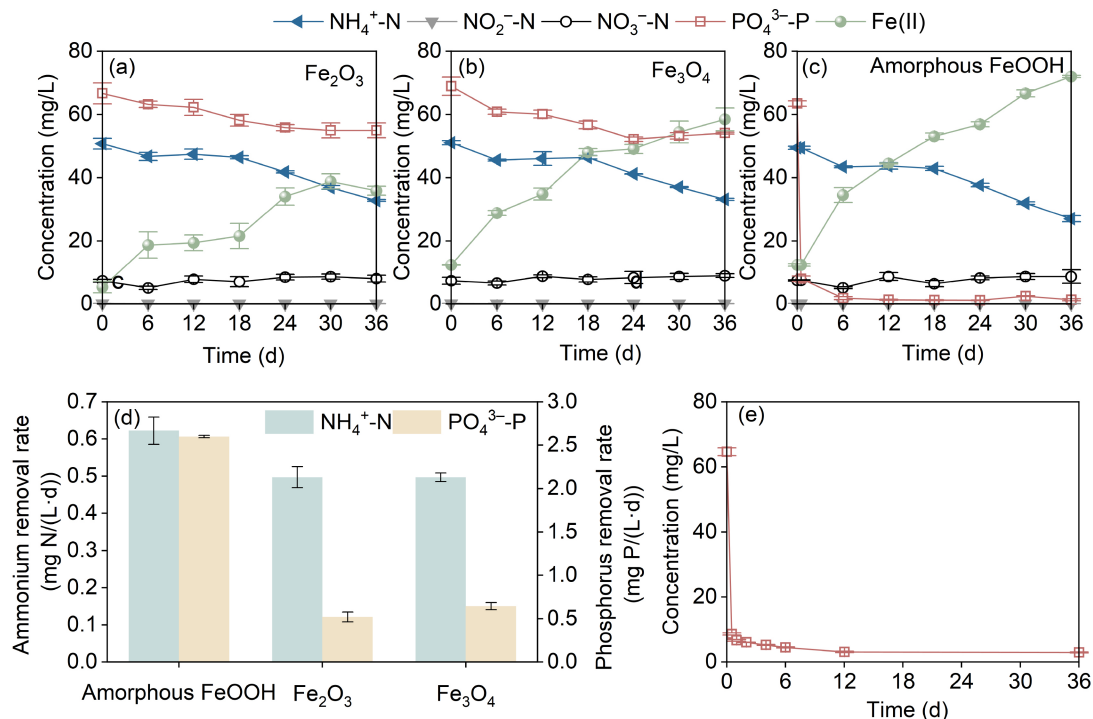 NH₄⁺-N NO₂⁻-N NO₃⁻-N PO₄³⁻-P Fe(II)
(a) Fe₂O₃
Concentration (mg/L)
80
60
40
20
0
0 6 12 18 24 30 36
Time (d)
(b) Fe₃O₄
Concentration (mg/L)
80
60
40
20
0
0 6 12 18 24 30 36
Time (d)
(c) Amorphous FeOOH
Concentration (mg/L)
80
60
40
20
0
0 6 12 18 24 30 36
Time (d)
(d)
NH₄⁺-N PO₄³⁻-P
Ammonium removal rate
(mg N/(L·d))
0.7
0.6
0.5
0.4
0.3
0.2
0.1
0.0
Amorphous FeOOH Fe₂O₃ Fe₃O₄
3.0
2.5
2.0
1.5
1.0
0.5
0.0
Phosphorus removal rate
(mg P/(L·d))
(e)
Concentration (mg/L)
80
60
40
20
0
0 6 12 18 24 30 36
Time (d)